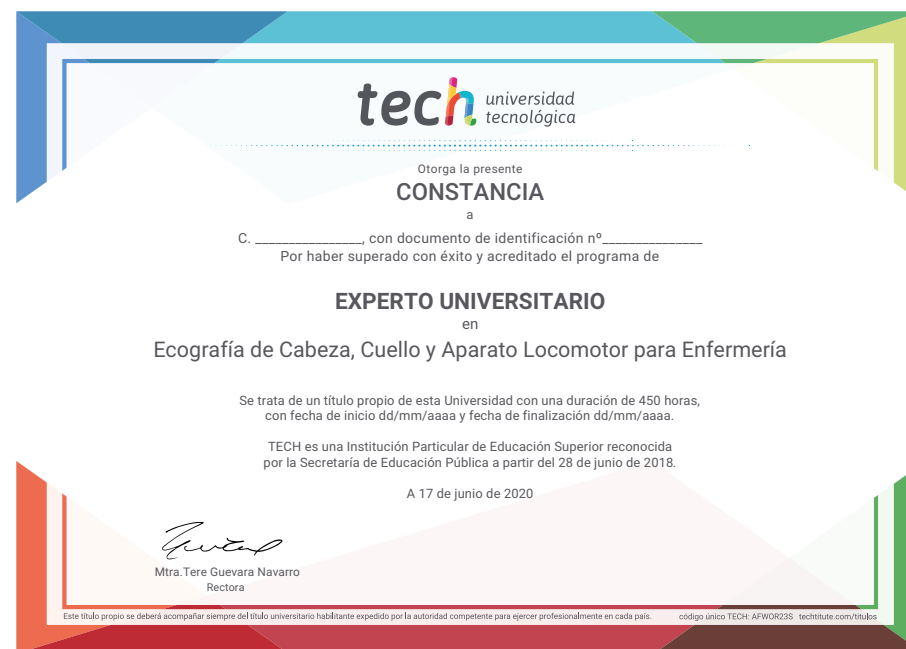 tech universidad
tecnológica
Otorga la presente
CONSTANCIA
a
C. ________________, con documento de identificación nº_______________
Por haber superado con éxito y acreditado el programa de
EXPERTO UNIVERSITARIO
en
Ecografía de Cabeza, Cuello y Aparato Locomotor para Enfermería
Se trata de un título propio de esta Universidad con una duración de 450 horas,
con fecha de inicio dd/mm/aaaa y fecha de finalización dd/mm/aaaa.
TECH es una Institución Particular de Educación Superior reconocida
por la Secretaría de Educación Pública a partir del 28 de junio de 2018.
A 17 de junio de 2020
Mtra.Tere Guevara Navarro
Rectora
Este título propio se deberá acompañar siempre del título universitario habilitante expedido por la autoridad competente para ejercer profesionalmente en cada país. código único TECH: AFWOR23S techtitute.com/titulos